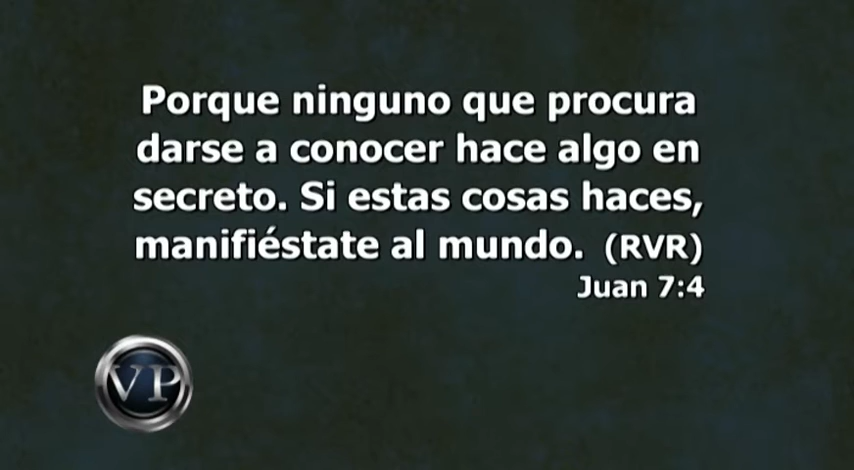 Porque ninguno que procura
darse a conocer hace algo en
secreto. Si estas cosas haces,
manifiéstate al mundo. (RVR)
Juan 7:4
VP